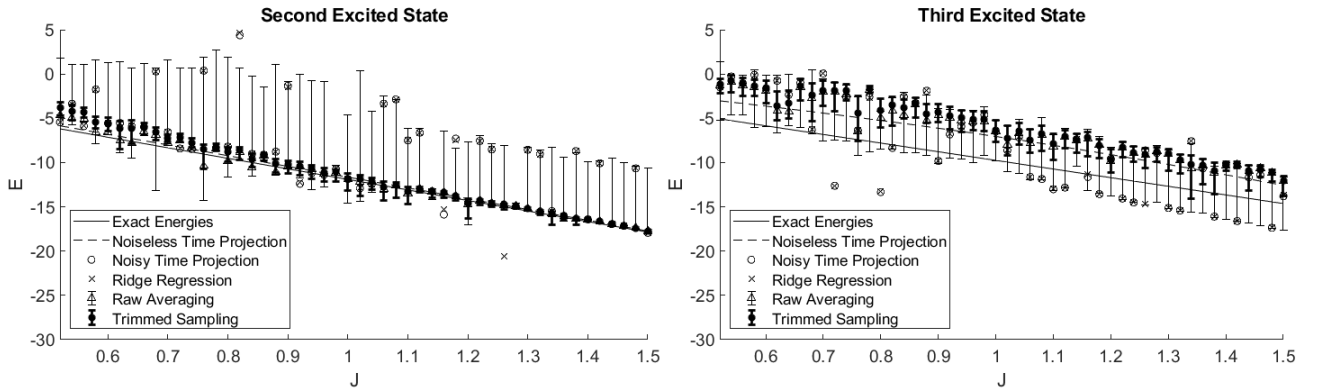 Second Excited State
5
0
-5
-10
-15
-20
-25
-30
E
Exact Energies
Noiseless Time Projection
Noisy Time Projection
Ridge Regression
Raw Averaging
Trimmed Sampling
0.6 0.7 0.8 0.9 1 1.1 1.2 1.3 1.4 1.5
J
Third Excited State
5
0
-5
-10
-15
-20
-25
-30
E
Exact Energies
Noiseless Time Projection
Noisy Time Projection
Ridge Regression
Raw Averaging
Trimmed Sampling
0.6 0.7 0.8 0.9 1 1.1 1.2 1.3 1.4 1.5
J